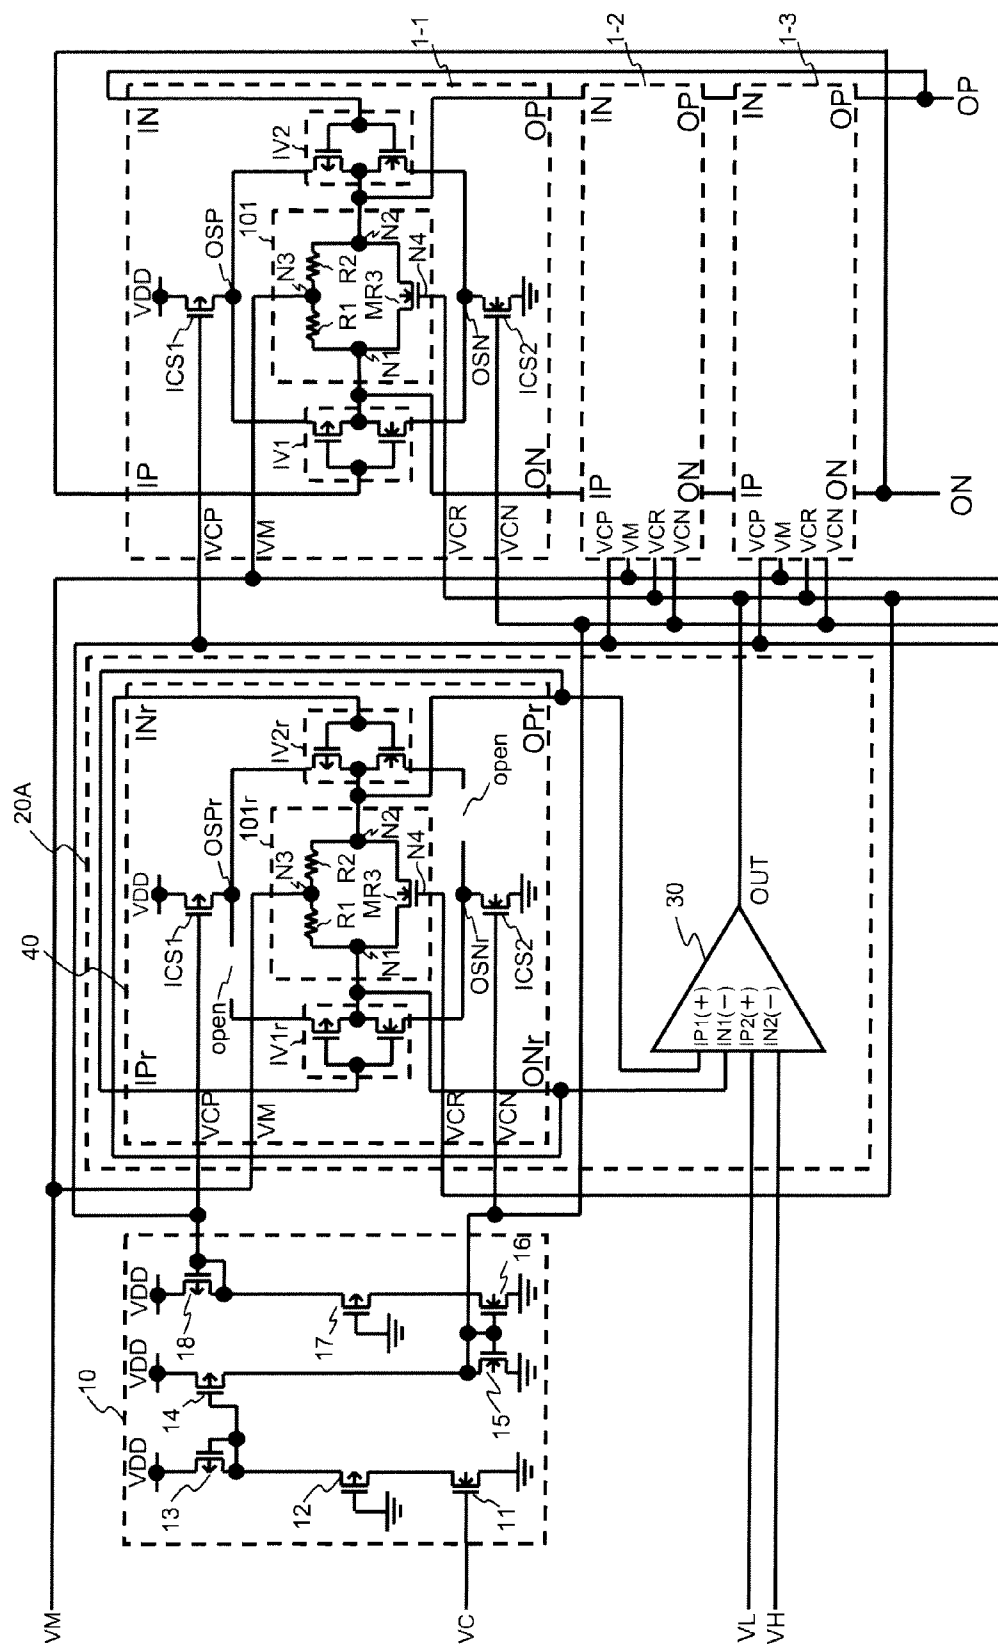 VM
VC
VL
VH
10
VDD
VDD
VDD
13
14
18
12
17
11
15
16
20A
40
IPr
INr
VDD
ICS1
OSPr
open
VCP
VM
IV1r
IV2r
101r
N3
R1
R2
MR3
N1
N2
N4
VCR
VCN
OSNr
ICS2
open
ONr
OPr
30
IP1(+)
IN1(−)
IP2(+)
IN2(−)
OUT
1-1
IP
IN
VDD
ICS1
OSP
VCP
VM
IV1
IV2
101
N3
R1
R2
MR3
N1
N2
N4
VCR
VCN
OSN
ICS2
ON
OP
1-2
IP
IN
VCP
VM
VCR
VCN
ON
OP
1-3
IP
IN
VCP
VM
VCR
VCN
ON
OP
ON
OP